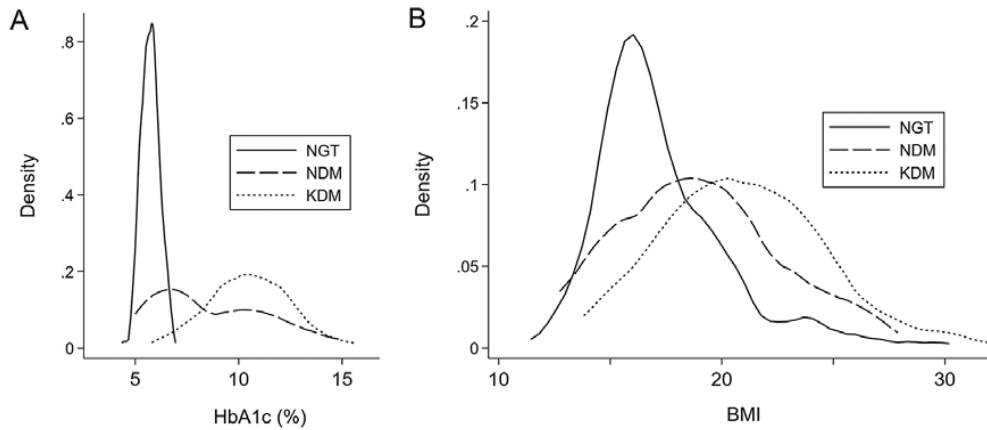 A
Density
.8
.6
.4
.2
0
5
10
15
HbA1c (%)
NGT
NDM
KDM
B
Density
.2
.15
.1
.05
0
10
20
30
BMI
NGT
NDM
KDM